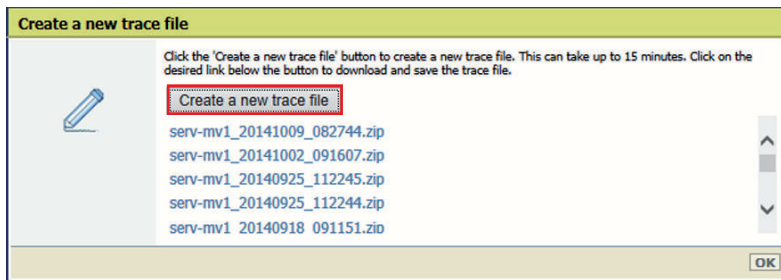 Create a new trace file
Click the 'Create a new trace file' button to create a new trace file. This can take up to 15 minutes. Click on the
desired link below the button to download and save the trace file.
Create a new trace file
serv-mv1_20141009_082744.zip
serv-mv1_20141002_091607.zip
serv-mv1_20140925_112245.zip
serv-mv1_20140925_112244.zip
serv-mv1_20140918_091151.zip
OK